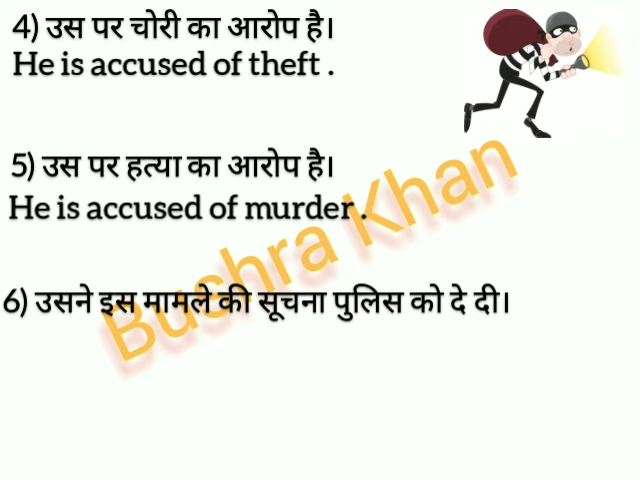 4) उस पर चोरी का आरोप है।
He is accused of theft .
5) उस पर हत्या का आरोप है।
He is accused of murder .
Bushra Khan
6) उसने इस मामले की सूचना पुलिस को दे दी।